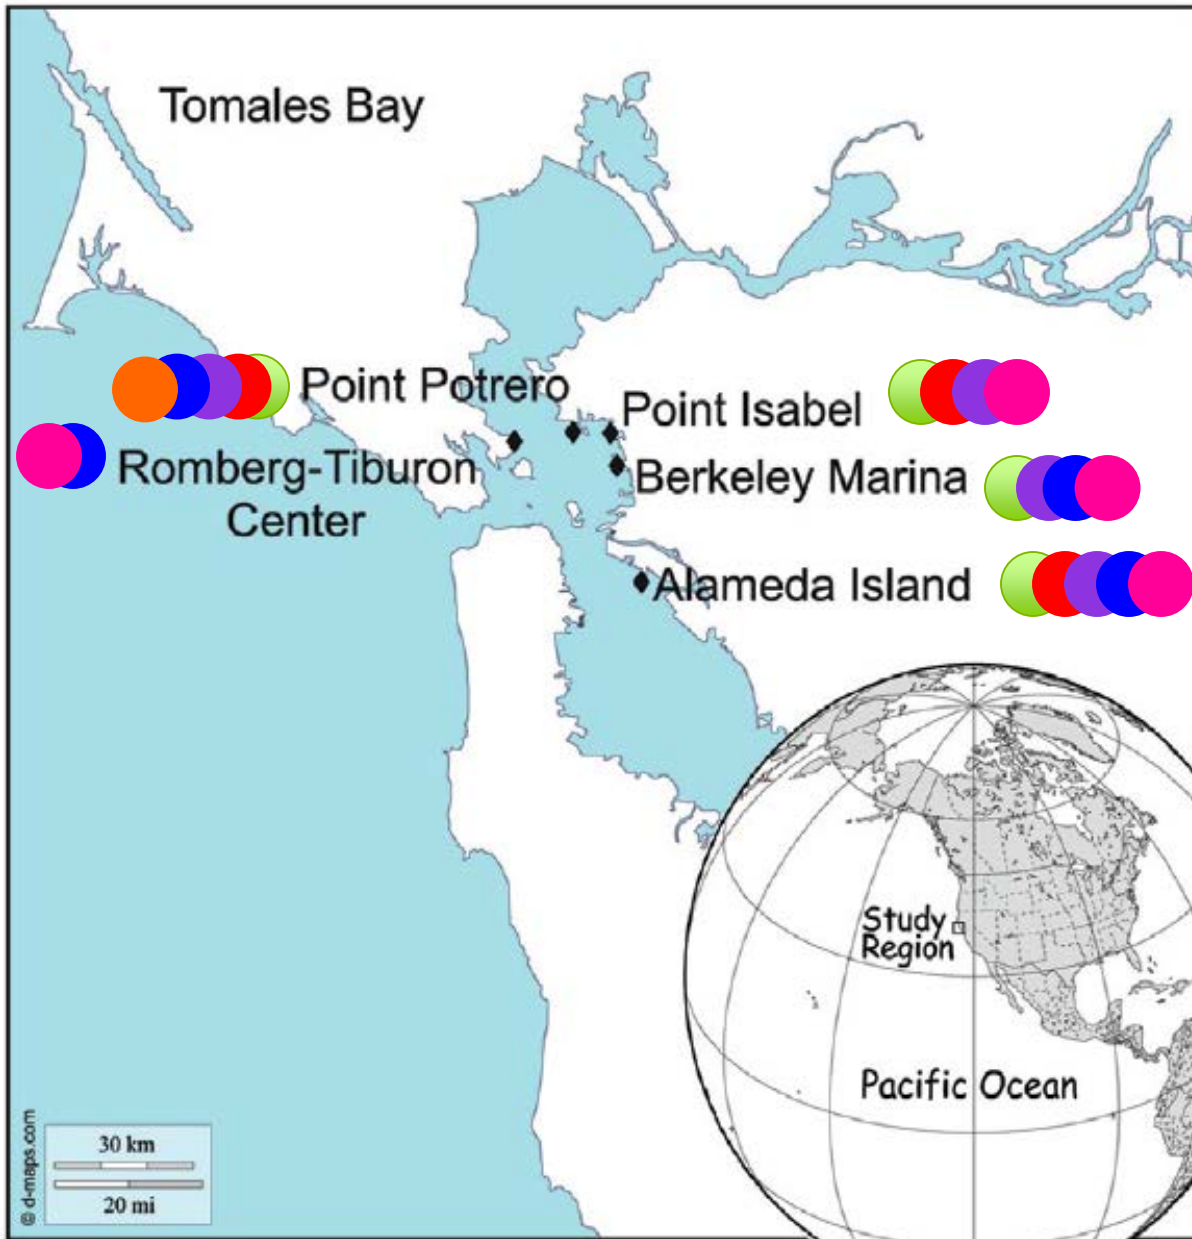 Tomales Bay
Point Potrero
Point Isabel
Romberg-Tiburon
Center
Berkeley Marina
Alameda Island
Study
Region
Pacific Ocean
30 km
20 mi
© d-maps.com